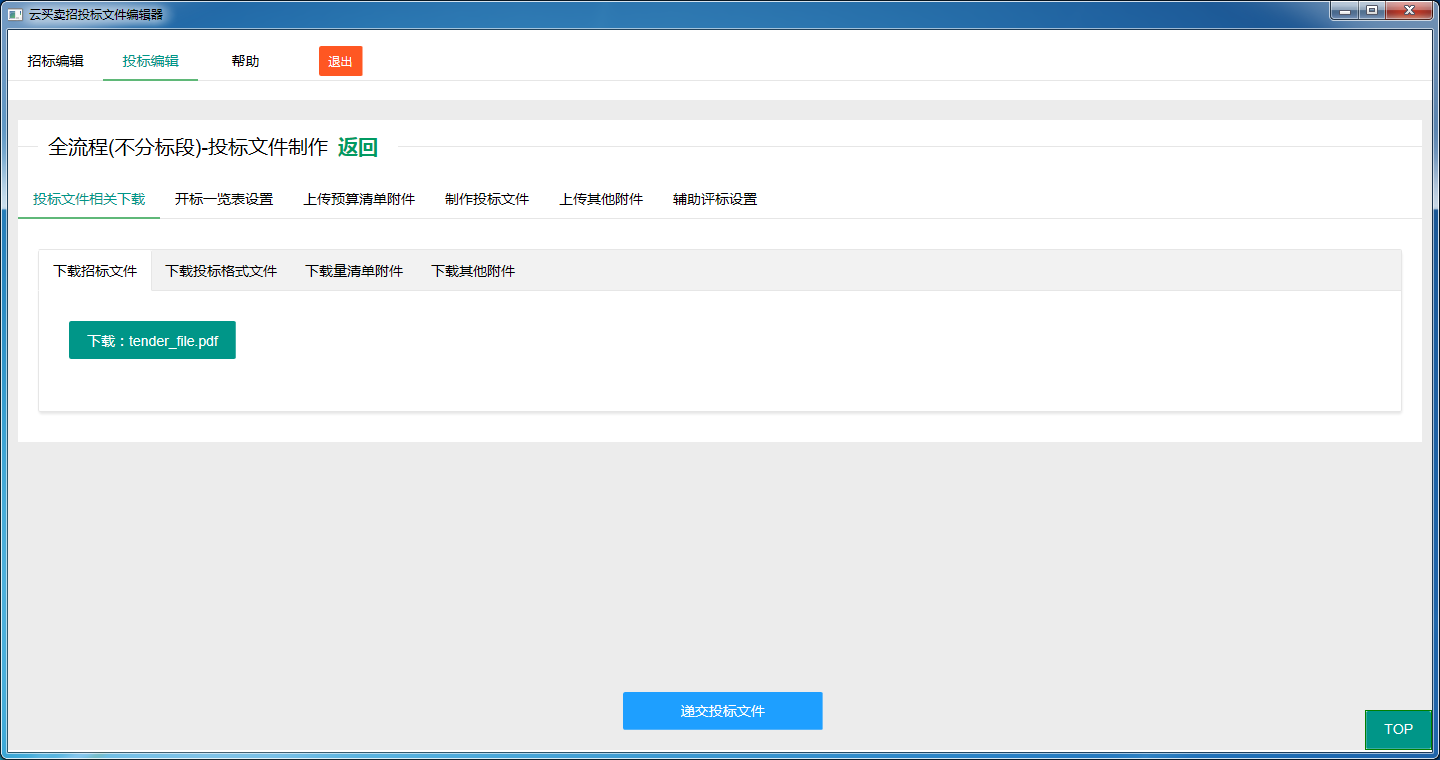 云买卖招投标文件编辑器
招标编辑 投标编辑 帮助 退出
全流程(不分标段)-投标文件制作 返回
投标文件相关下载 开标一览表设置 上传预算清单附件 制作投标文件 上传其他附件 辅助评标设置
下载招标文件 下载投标格式文件 下载量清单附件 下载其他附件
下载：tender_file.pdf
递交投标文件
TOP